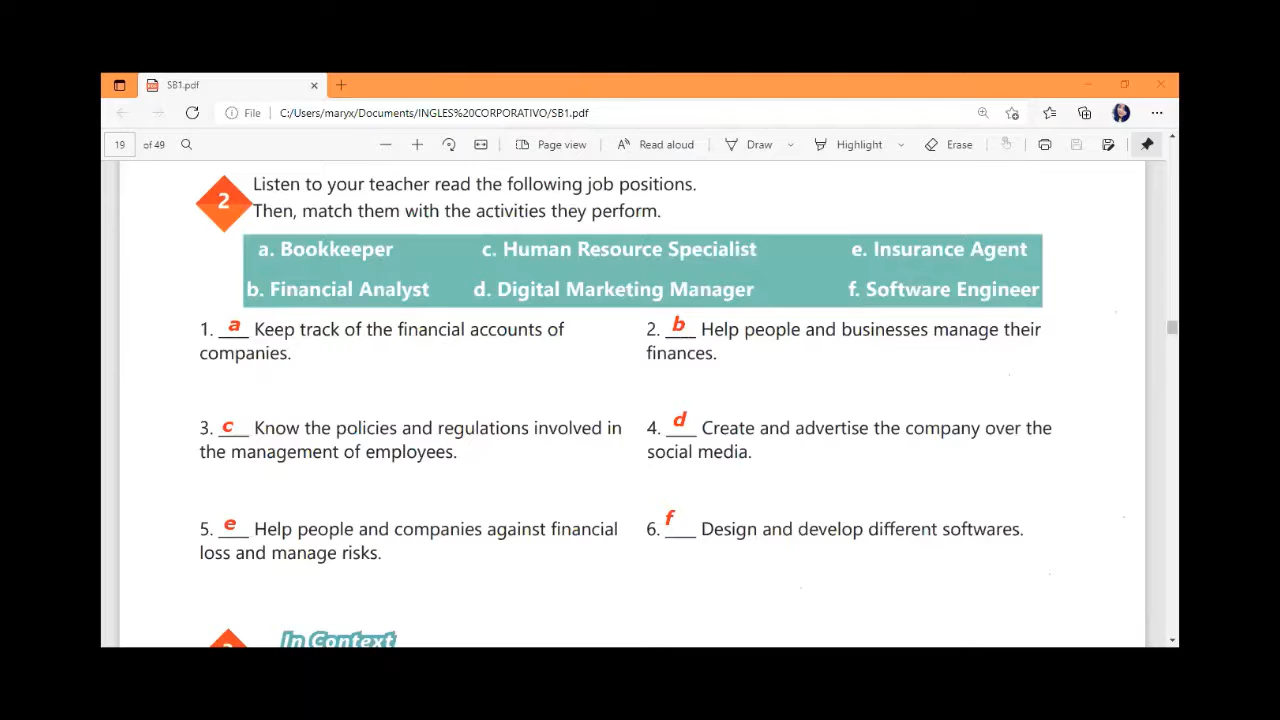 SB1.pdf
File C:/Users/maryx/Documents/INGLES%20CORPORATIVO/SB1.pdf
19 of 49 Page view Read aloud Draw Highlight Erase
2
Listen to your teacher read the following job positions.
Then, match them with the activities they perform.
a. Bookkeeper c. Human Resource Specialist e. Insurance Agent
b. Financial Analyst d. Digital Marketing Manager f. Software Engineer
1. a Keep track of the financial accounts of
companies.
2. b Help people and businesses manage their
finances.
3. c Know the policies and regulations involved in
the management of employees.
4. d Create and advertise the company over the
social media.
5. e Help people and companies against financial
loss and manage risks.
6. f Design and develop different softwares.
In Context